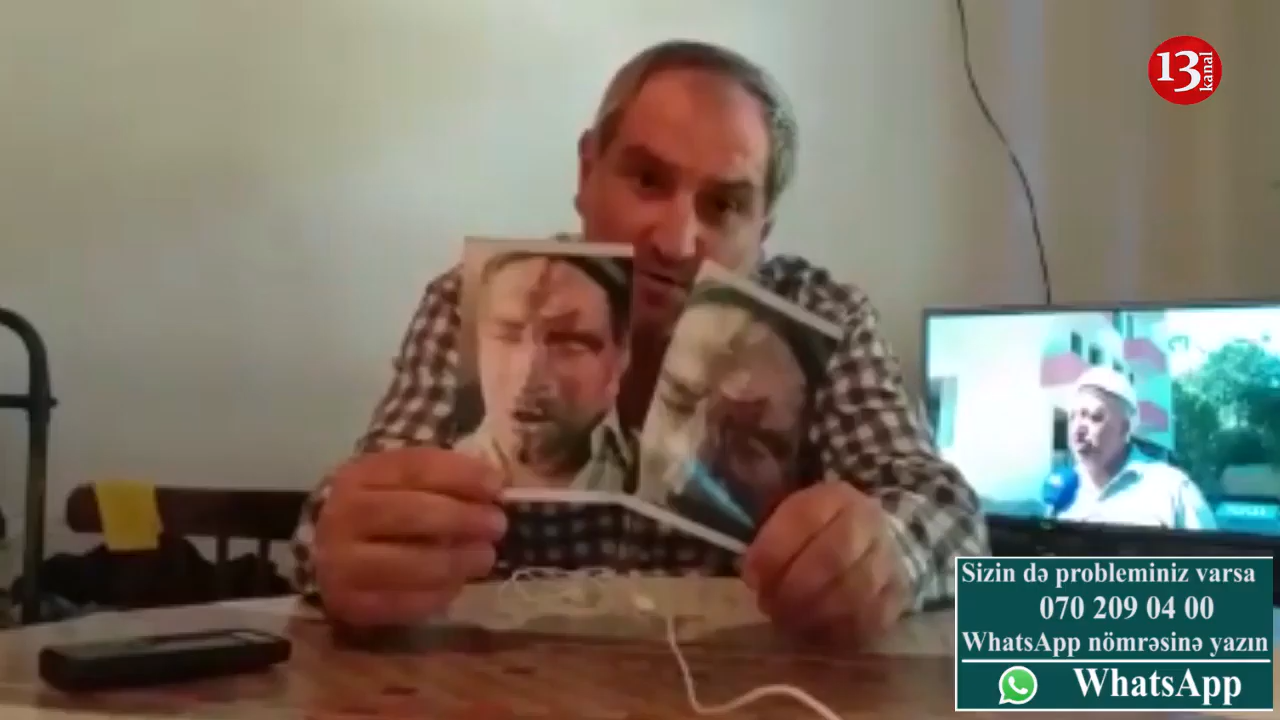 13
kanal
Sizin də probleminiz varsa
070 209 04 00
WhatsApp nömrəsinə yazın
WhatsApp